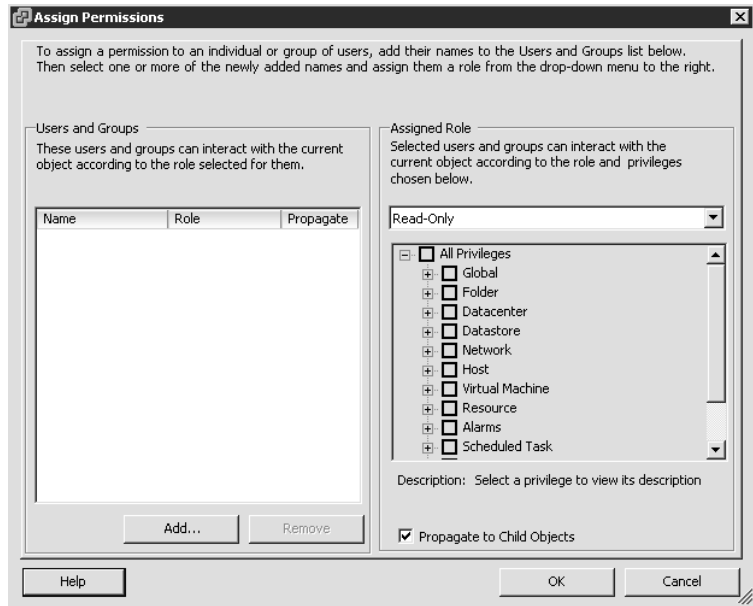 Assign Permissions
To assign a permission to an individual or group of users, add their names to the Users and Groups list below.
Then select one or more of the newly added names and assign them a role from the drop-down menu to the right.
Users and Groups
These users and groups can interact with the current
object according to the role selected for them.
Name Role Propagate
Add...
Remove
Assigned Role
Selected users and groups can interact with the
current object according to the role and privileges
chosen below.
Read-Only
All Privileges
Global
Folder
Datacenter
Datastore
Network
Host
Virtual Machine
Resource
Alarms
Scheduled Task
Description: Select a privilege to view its description
Propagate to Child Objects
Help
OK
Cancel